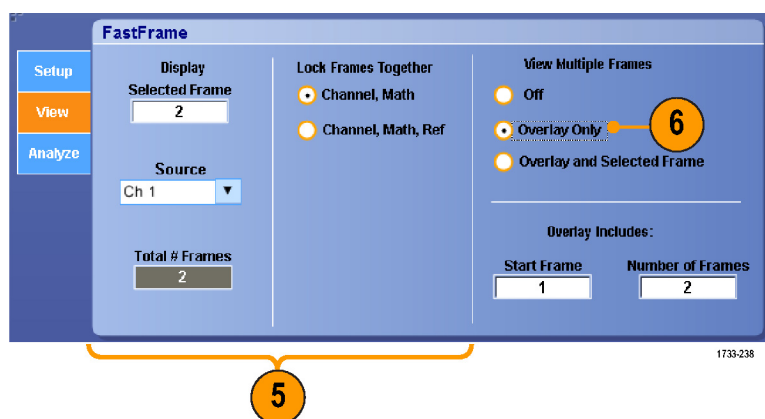 FastFrame
Setup
View
Analyze
Display
Selected Frame
2
Source
Ch 1
Total # Frames
2
Lock Frames Together
Channel, Math
Channel, Math, Ref
View Multiple Frames
Off
Overlay Only
6
Overlay and Selected Frame
Overlay Includes:
Start Frame
1
Number of Frames
2
1733-238
5